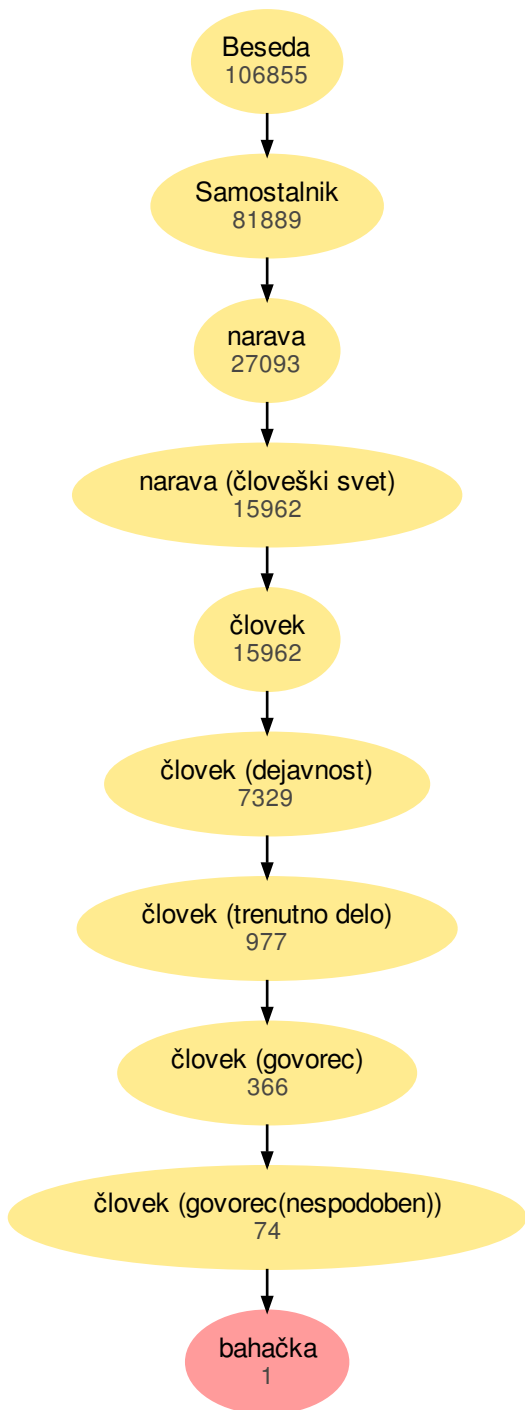 Beseda
106855
Samostalnik
81889
narava
27093
narava (človeški svet)
15962
človek
15962
človek (dejavnost)
7329
človek (trenutno delo)
977
človek (govorec)
366
človek (govorec(nespodoben))
74
bahačka
1